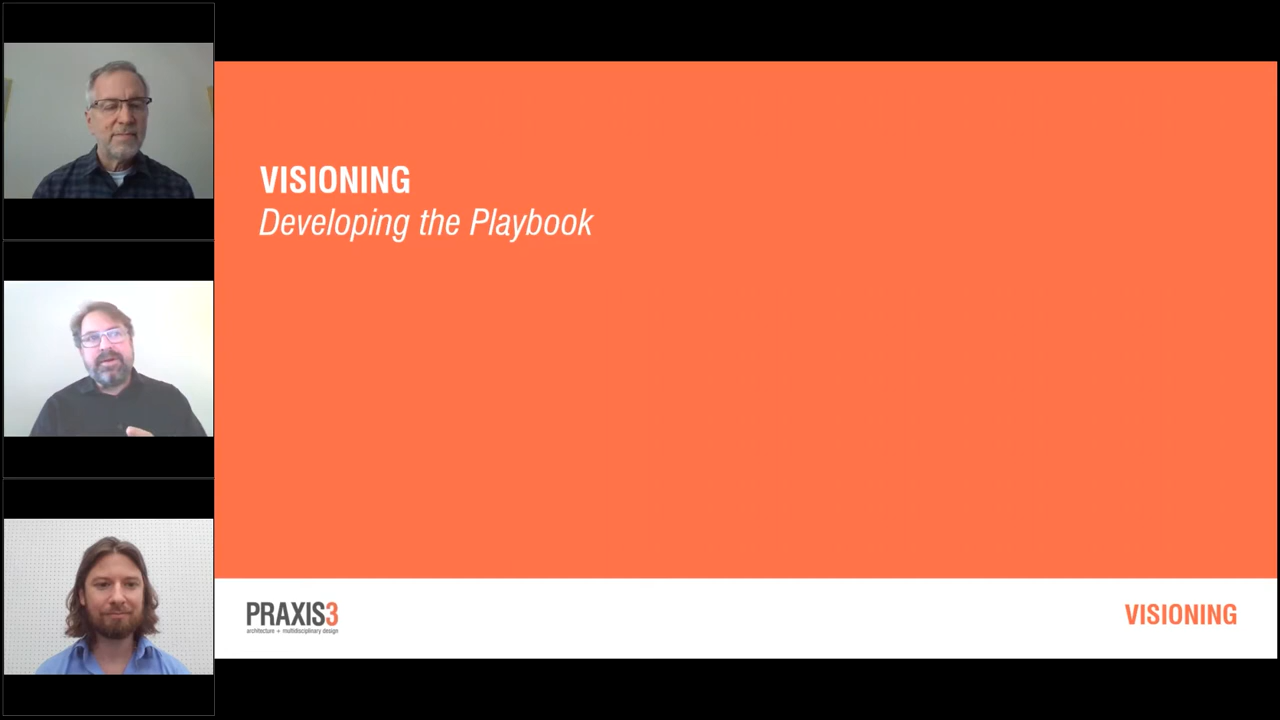 VISIONING
Developing the Playbook
PRAXIS3
architecture + multidisciplinary design
VISIONING